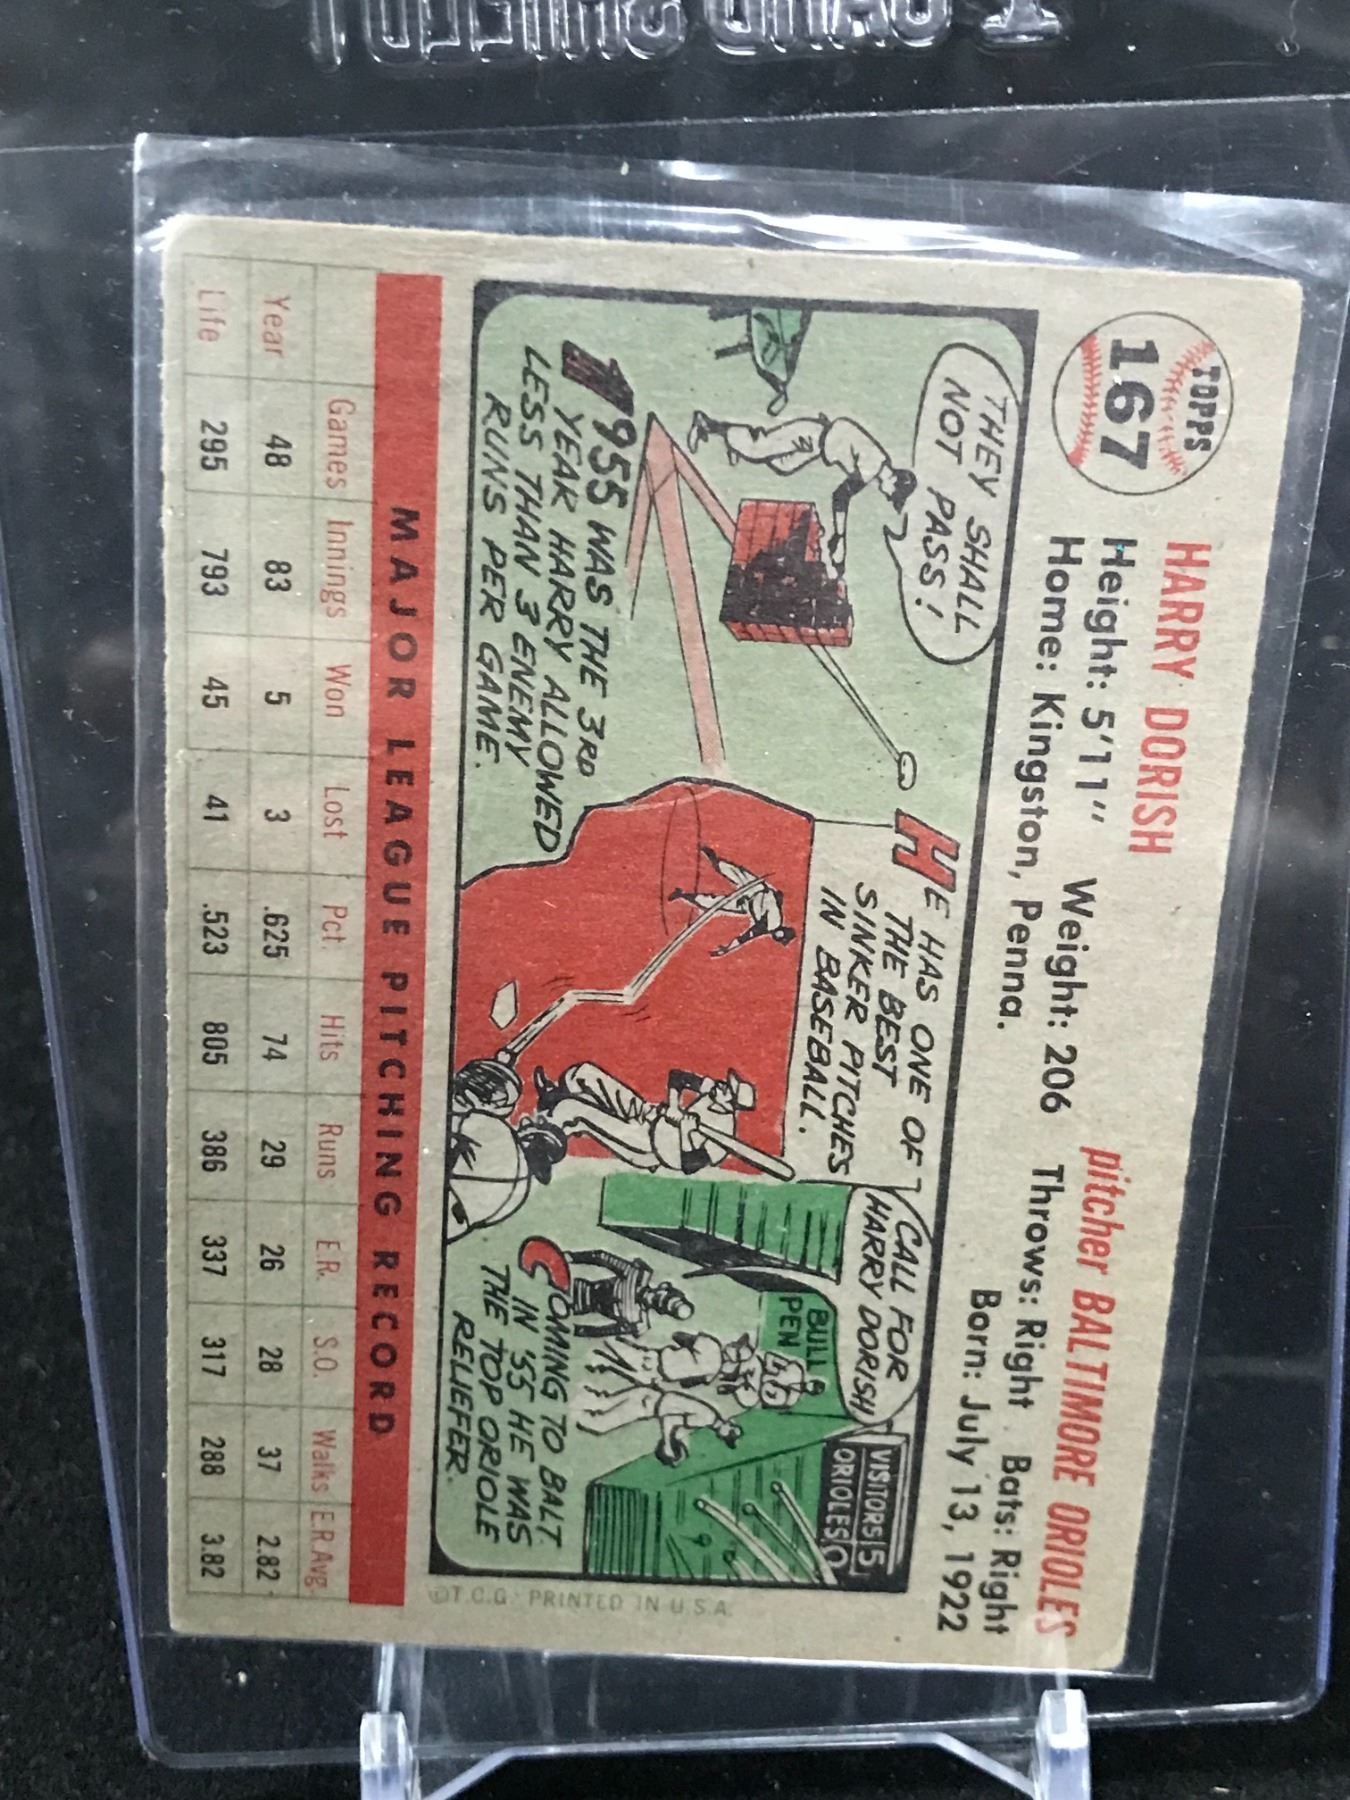 CARD SHIELD
TOPPS
167
HARRY DORISH
pitcher BALTIMORE ORIOLES
Height: 5'11" Weight: 206 Throws: Right Bats: Right
Home: Kingston, Penna. Born: July 13, 1922
THEY SHALL
NOT PASS!
1955 WAS THE 3RD
YEAR HARRY ALLOWED
LESS THAN 3 ENEMY
RUNS PER GAME.
HE HAS ONE OF
THE BEST
SINKER PITCHES
IN BASEBALL.
CALL FOR
HARRY DORISH
VISITORS 5
ORIOLES 0
BULL
PEN
COMING TO BALT.
IN '55 HE WAS
THE TOP ORIOLE
RELIEFER.
©T.C.G. PRINTED IN U.S.A.
MAJOR LEAGUE PITCHING RECORD
Games Innings Won Lost Pct. Hits Runs E.R. S.O. Walks E.R.Avg.
Year 48 83 5 3 .625 74 29 26 28 37 2.82
Life 295 793 45 41 .523 805 386 337 317 288 3.82